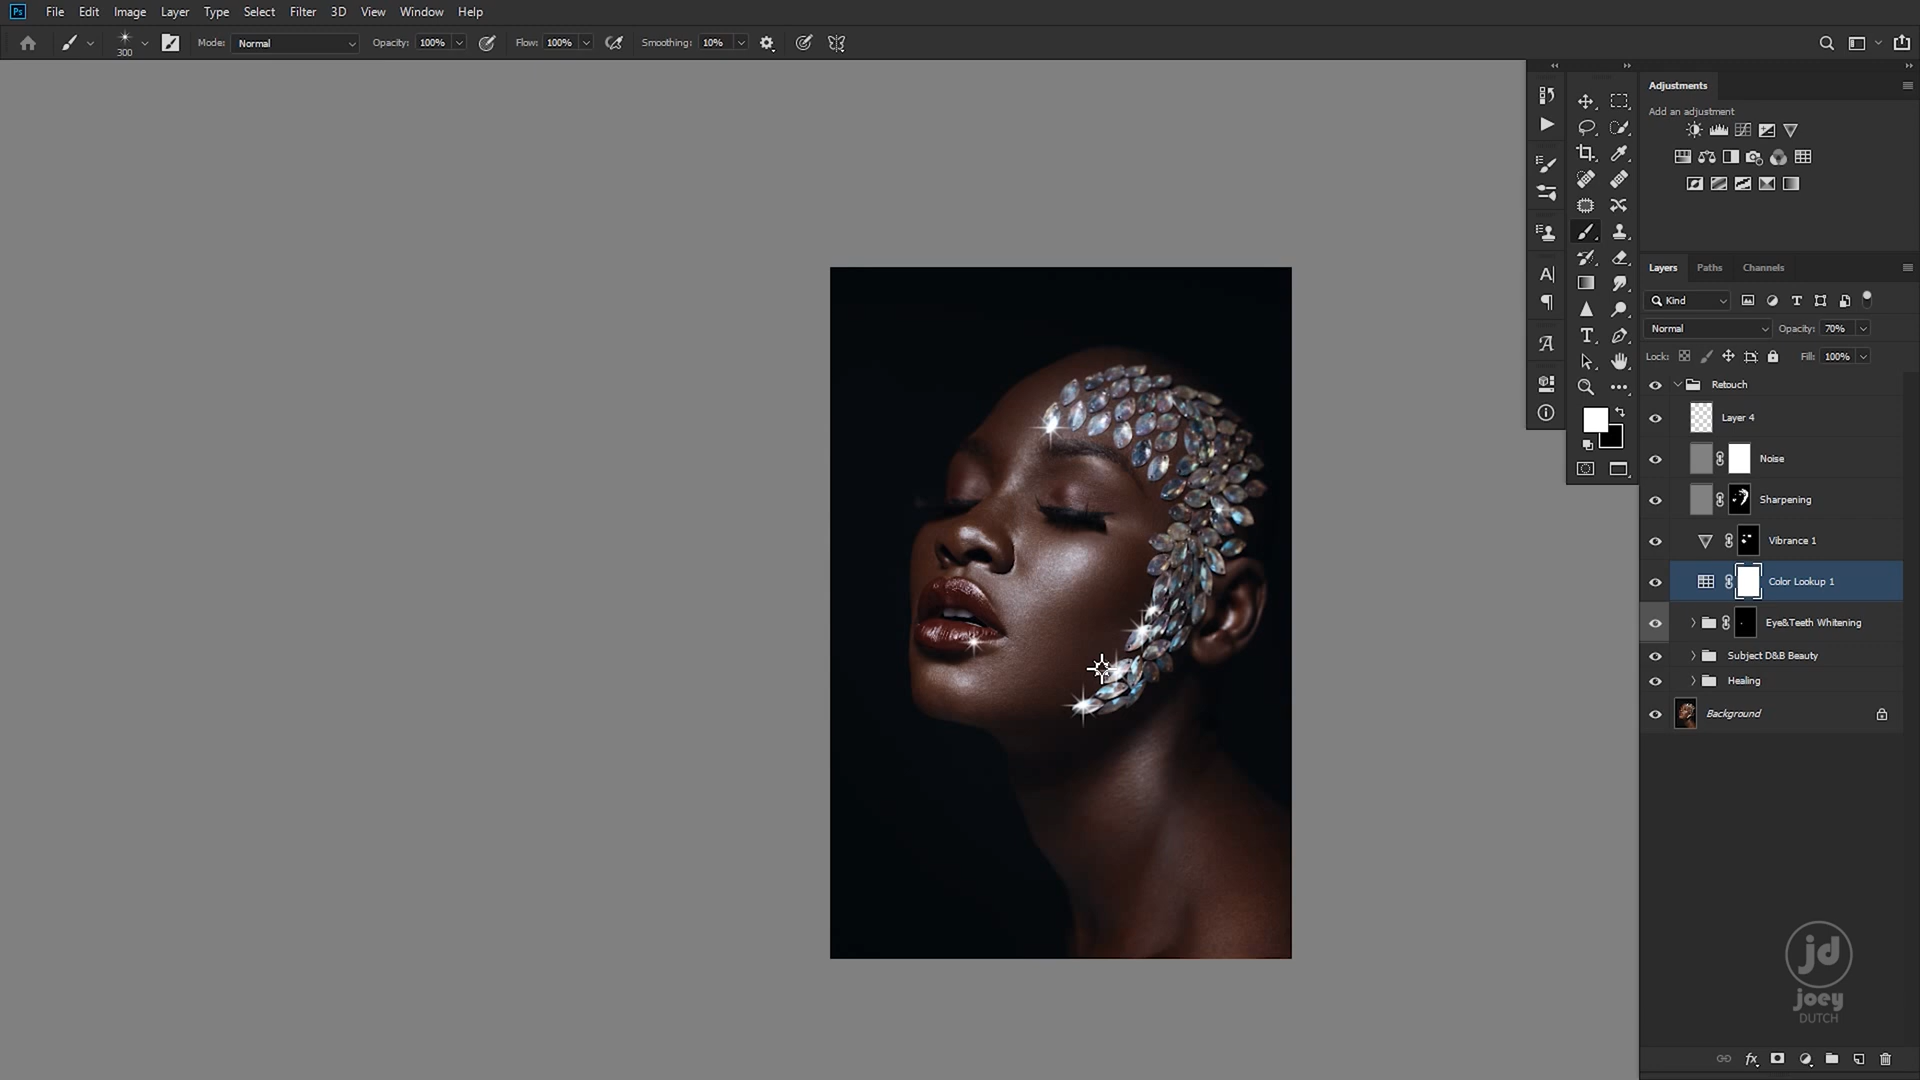 Ps File Edit Image Layer Type Select Filter 3D View Window Help
300 Mode: Normal Opacity: 100% Flow: 100% Smoothing: 10%
Adjustments
Add an adjustment
Layers Paths Channels
Kind
Normal Opacity: 70%
Lock: Fill: 100%
Retouch
Layer 4
Noise
Sharpening
Vibrance 1
Color Lookup 1
Eye&Teeth Whitening
Subject D&B Beauty
Healing
Background
jd
joey
DUTCH
fx